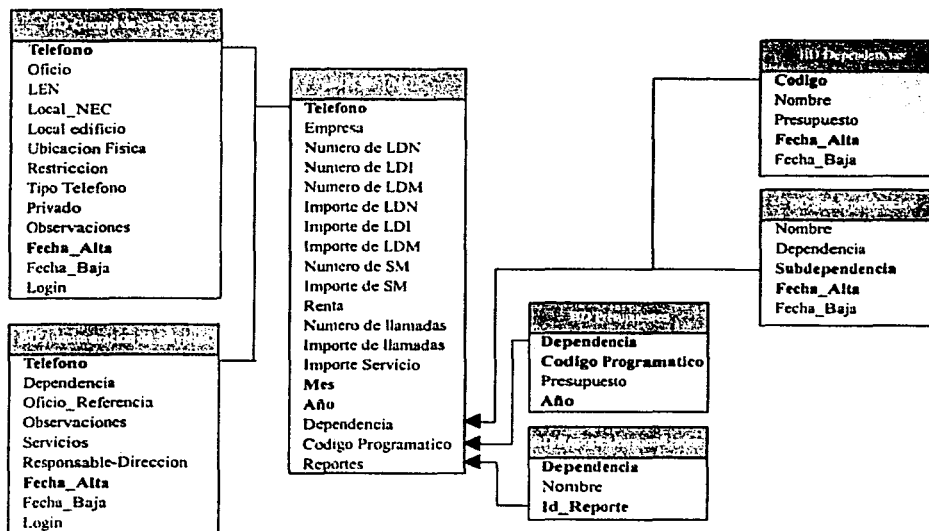 Telefono
Oficio
LEN
Local_NEC
Local edificio
Ubicacion Fisica
Restriccion
Tipo Telefono
Privado
Observaciones
Fecha_Alta
Fecha_Baja
Login
Telefono
Dependencia
Oficio_Referencia
Observaciones
Servicios
Responsable-Direccion
Fecha_Alta
Fecha_Baja
Login
Telefono
Empresa
Numero de LDN
Numero de LDI
Numero de LDM
Importe de LDN
Importe de LDI
Importe de LDM
Numero de SM
Importe de SM
Renta
Numero de llamadas
Importe de llamadas
Importe Servicio
Mes
Año
Dependencia
Codigo Programatico
Reportes
BD Dependencias
Codigo
Nombre
Presupuesto
Fecha_Alta
Fecha_Baja
Nombre
Dependencia
Subdependencia
Fecha_Alta
Fecha_Baja
Dependencia
Codigo Programatico
Presupuesto
Año
Dependencia
Nombre
Id_Reporte